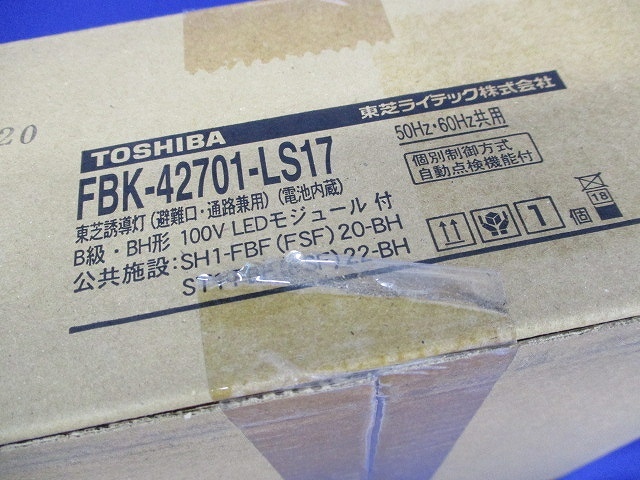 20
TOSHIBA 東芝ライテック株式会社
FBK-42701-LS17
50Hz・60Hz共用
個別制御方式
自動点検機能付
東芝誘導灯(避難口・通路兼用)(電池内蔵)
B級・BH形 100V LEDモジュール 付
公共施設:SH1-FBF(FSF)20-BH
22-BH
1 個
18